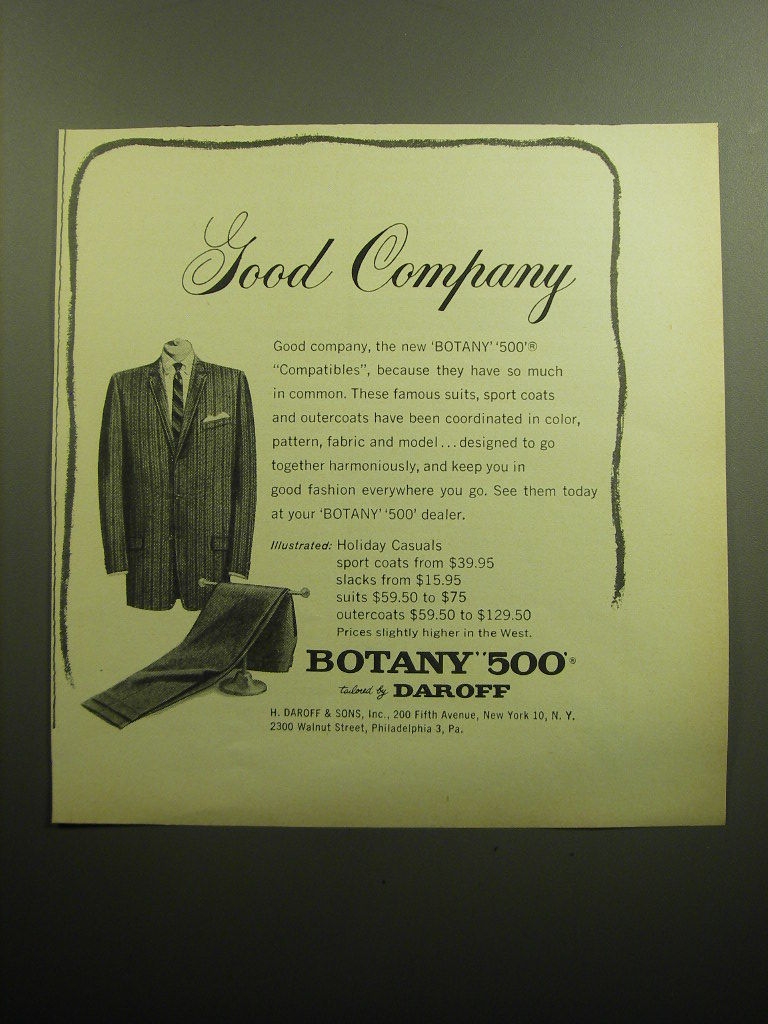 Good Company
Good company, the new 'BOTANY' '500'®
"Compatibles", because they have so much
in common. These famous suits, sport coats
and outercoats have been coordinated in color,
pattern, fabric and model...designed to go
together harmoniously, and keep you in
good fashion everywhere you go. See them today
at your 'BOTANY' '500' dealer.
Illustrated: Holiday Casuals
sport coats from $39.95
slacks from $15.95
suits $59.50 to $75
outercoats $59.50 to $129.50
Prices slightly higher in the West.
BOTANY' '500'®
tailored by DAROFF
H. DAROFF & SONS, Inc., 200 Fifth Avenue, New York 10, N. Y.
2300 Walnut Street, Philadelphia 3, Pa.